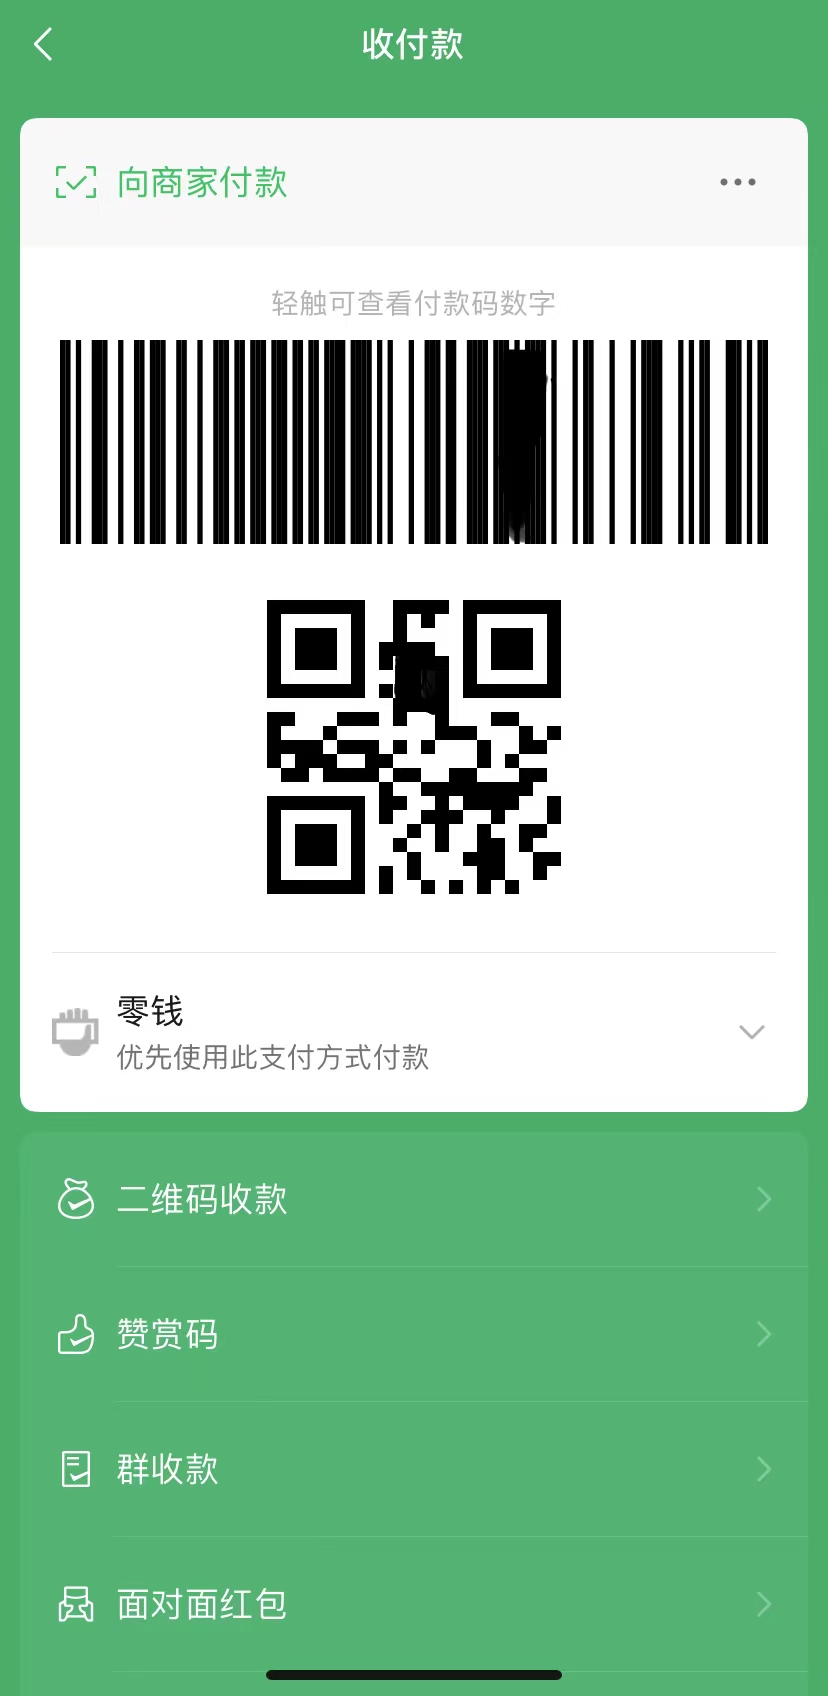 收付款
向商家付款
轻触可查看付款码数字
零钱
优先使用此支付方式付款
二维码收款
赞赏码
群收款
面对面红包